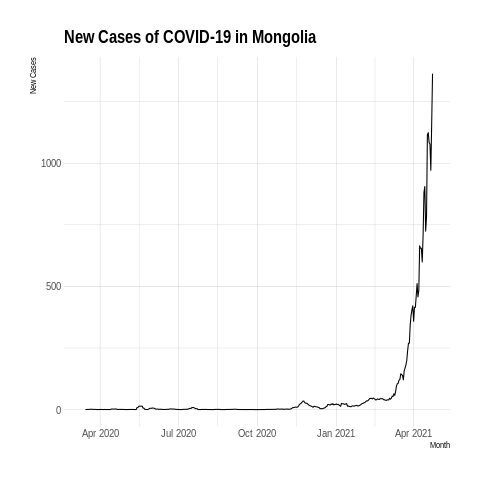 New Cases of COVID-19 in Mongolia
New Cases
1000
500
0
Apr 2020 Jul 2020 Oct 2020 Jan 2021 Apr 2021
Month